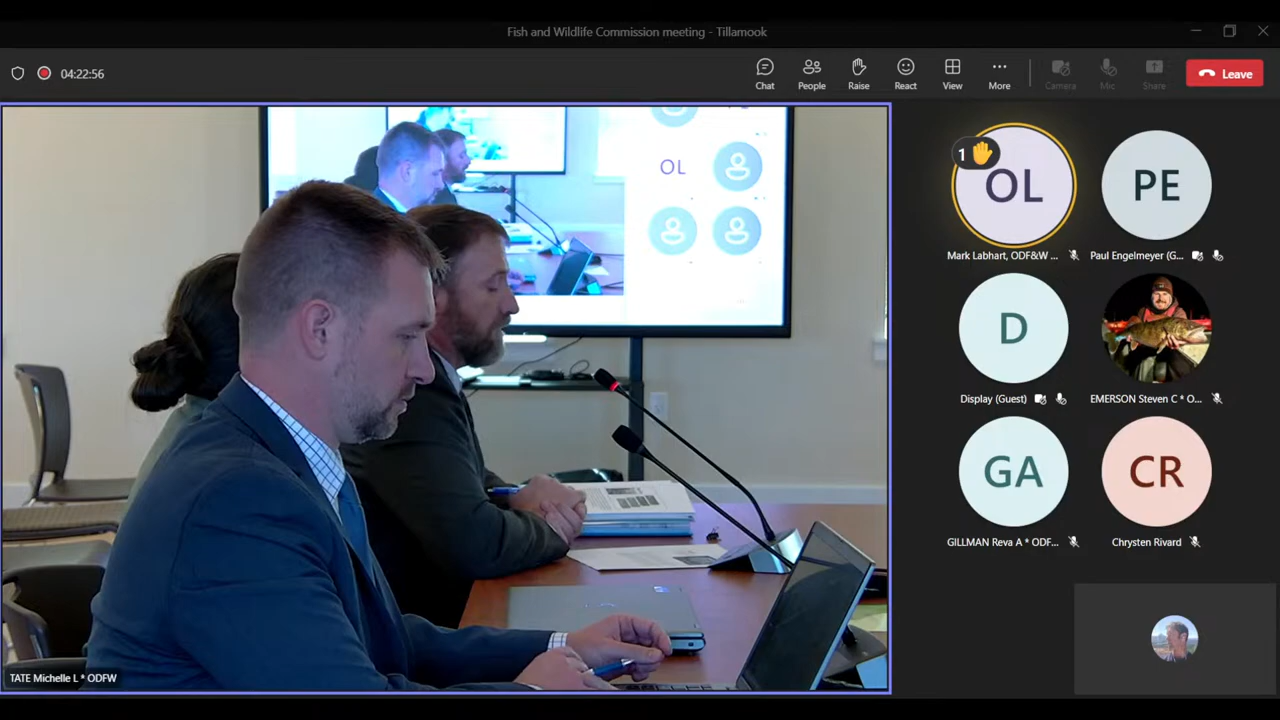 Fish and Wildlife Commission meeting - Tillamook
04:22:56
Chat People Raise React View More Camera Mic Share Leave
OL
1 OL PE
Mark Labhart, ODF&W ... Paul Engelmeyer (G...
D
Display (Guest) EMERSON Steven C * O...
GA CR
GILLMAN Reva A * ODF... Chrysten Rivard
TATE Michelle L * ODFW